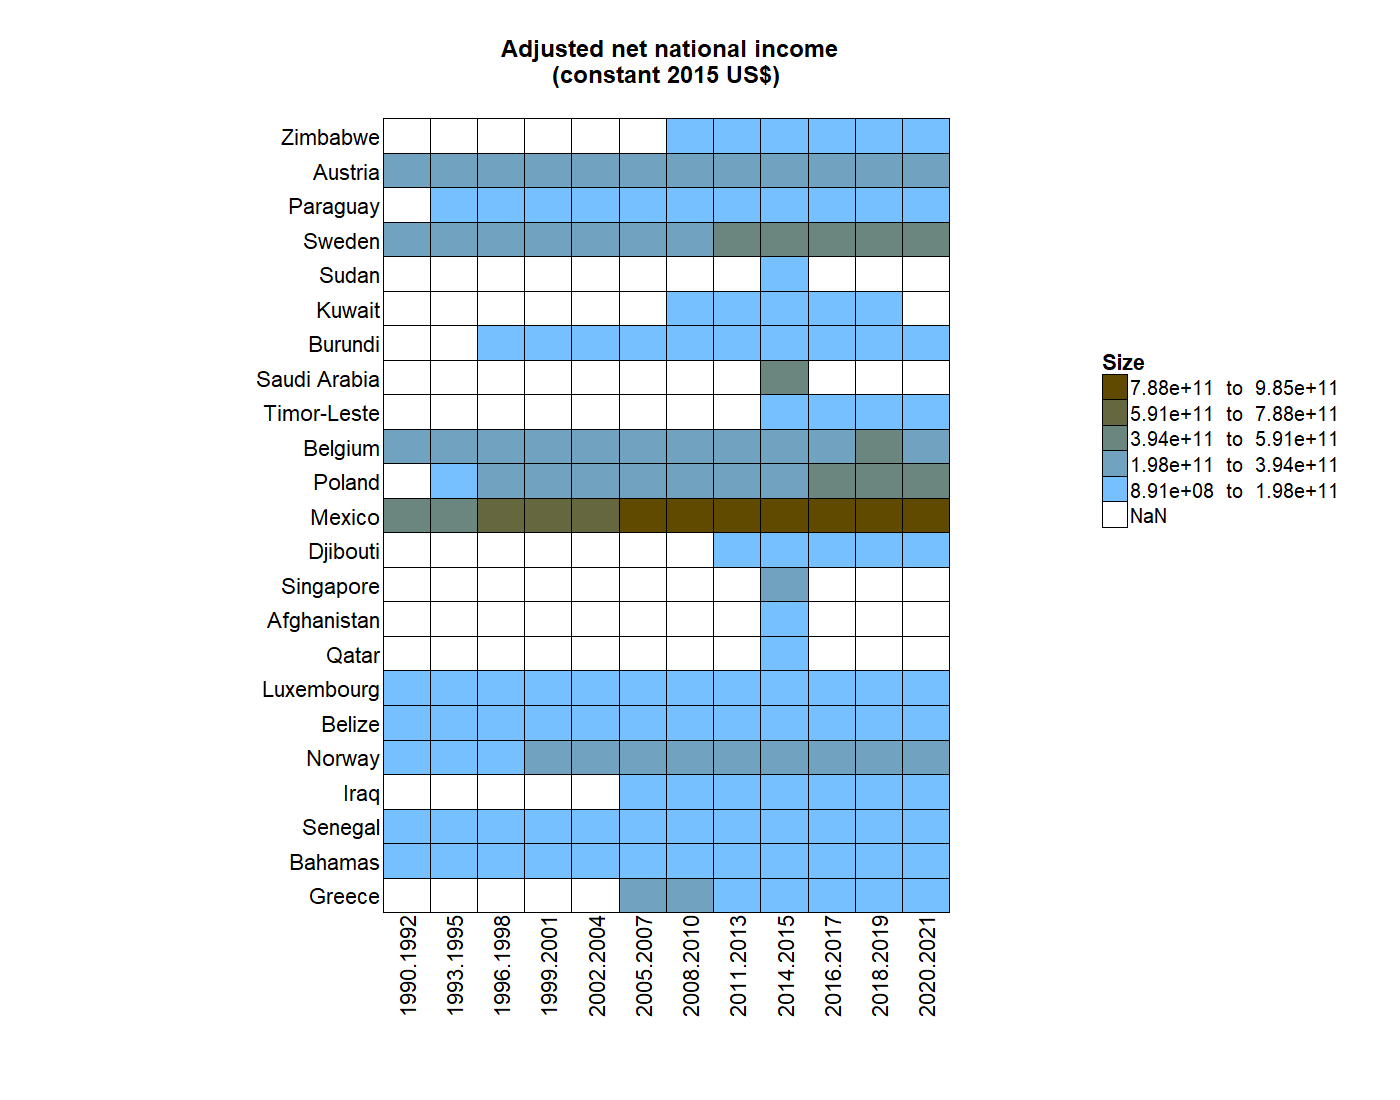 Adjusted net national income
(constant 2015 US$)
Zimbabwe
Austria
Paraguay
Sweden
Sudan
Kuwait
Burundi
Saudi Arabia
Timor-Leste
Belgium
Poland
Mexico
Djibouti
Singapore
Afghanistan
Qatar
Luxembourg
Belize
Norway
Iraq
Senegal
Bahamas
Greece
1990.1992
1993.1995
1996.1998
1999.2001
2002.2004
2005.2007
2008.2010
2011.2013
2014.2015
2016.2017
2018.2019
2020.2021
Size
7.88e+11 to 9.85e+11
5.91e+11 to 7.88e+11
3.94e+11 to 5.91e+11
1.98e+11 to 3.94e+11
8.91e+08 to 1.98e+11
NaN